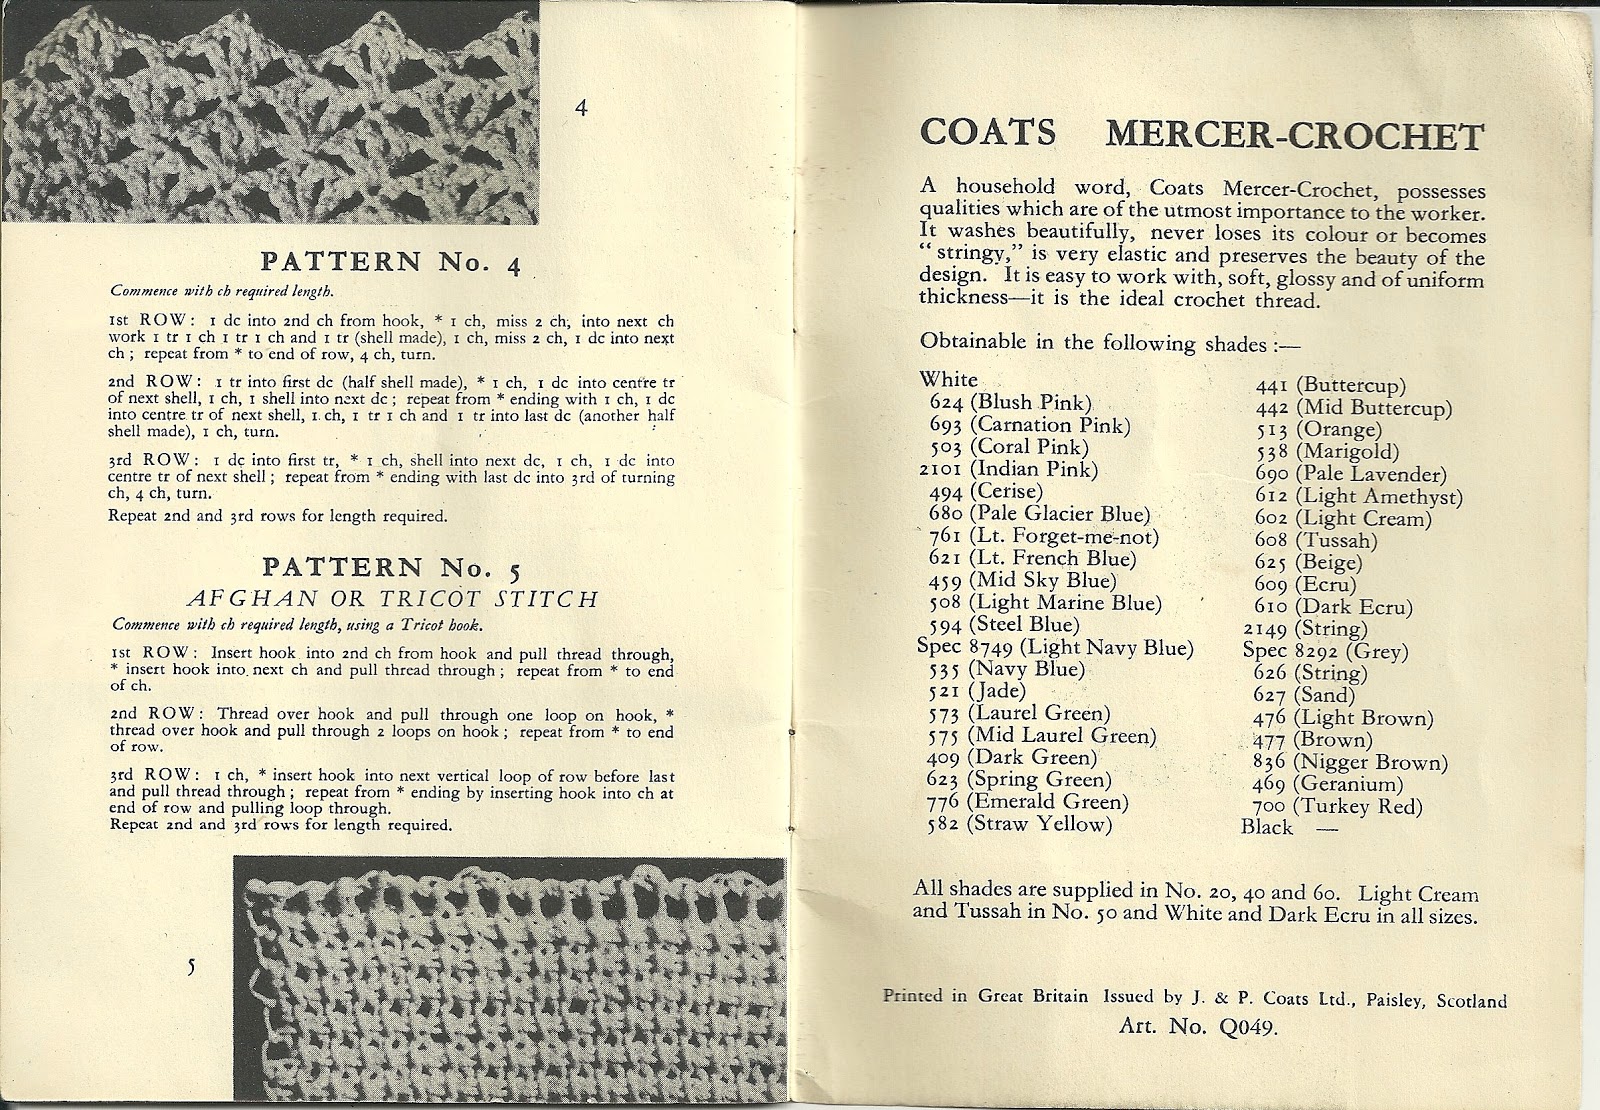 4
PATTERN No. 4
Commence with ch required length.
1st ROW: 1 dc into 2nd ch from hook, * 1 ch, miss 2 ch, into next ch
work 1 tr 1 ch 1 tr 1 ch and 1 tr (shell made), 1 ch, miss 2 ch, 1 dc into next
ch ; repeat from * to end of row, 4 ch, turn.
2nd ROW: 1 tr into first dc (half shell made), * 1 ch, 1 dc into centre tr
of next shell, 1 ch, 1 shell into next dc ; repeat from * ending with 1 ch, 1 dc
into centre tr of next shell, 1 ch, 1 tr 1 ch and 1 tr into last dc (another half
shell made), 1 ch, turn.
3rd ROW: 1 dc into first tr, * 1 ch, shell into next dc, 1 ch, 1 dc into
centre tr of next shell ; repeat from * ending with last dc into 3rd of turning
ch, 4 ch, turn.
Repeat 2nd and 3rd rows for length required.
PATTERN No. 5
AFGHAN OR TRICOT STITCH
Commence with ch required length, using a Tricot hook.
1st ROW: Insert hook into 2nd ch from hook and pull thread through,
* insert hook into next ch and pull thread through ; repeat from * to end
of ch.
2nd ROW: Thread over hook and pull through one loop on hook, *
thread over hook and pull through 2 loops on hook ; repeat from * to end
of row.
3rd ROW: 1 ch, * insert hook into next vertical loop of row before last
and pull thread through ; repeat from * ending by inserting hook into ch at
end of row and pulling loop through.
Repeat 2nd and 3rd rows for length required.
5
COATS MERCER-CROCHET
A household word, Coats Mercer-Crochet, possesses
qualities which are of the utmost importance to the worker.
It washes beautifully, never loses its colour or becomes
“ stringy,” is very elastic and preserves the beauty of the
design. It is easy to work with, soft, glossy and of uniform
thickness—it is the ideal crochet thread.
Obtainable in the following shades :—
White
624 (Blush Pink)
693 (Carnation Pink)
503 (Coral Pink)
2101 (Indian Pink)
494 (Cerise)
680 (Pale Glacier Blue)
761 (Lt. Forget-me-not)
621 (Lt. French Blue)
459 (Mid Sky Blue)
508 (Light Marine Blue)
594 (Steel Blue)
Spec 8749 (Light Navy Blue)
535 (Navy Blue)
521 (Jade)
573 (Laurel Green)
575 (Mid Laurel Green)
409 (Dark Green)
623 (Spring Green)
776 (Emerald Green)
582 (Straw Yellow)
441 (Buttercup)
442 (Mid Buttercup)
513 (Orange)
538 (Marigold)
690 (Pale Lavender)
612 (Light Amethyst)
602 (Light Cream)
608 (Tussah)
625 (Beige)
609 (Ecru)
610 (Dark Ecru)
2149 (String)
Spec 8292 (Grey)
626 (String)
627 (Sand)
476 (Light Brown)
477 (Brown)
836 (Nigger Brown)
469 (Geranium)
700 (Turkey Red)
Black —
All shades are supplied in No. 20, 40 and 60. Light Cream
and Tussah in No. 50 and White and Dark Ecru in all sizes.
Printed in Great Britain Issued by J. & P. Coats Ltd., Paisley, Scotland
Art. No. Q049.